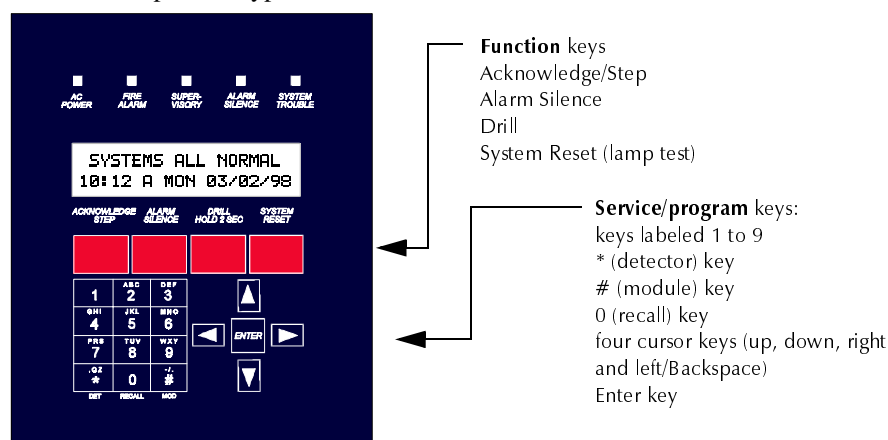 AC POWER
FIRE ALARM
SUPER-VISORY
ALARM SILENCE
SYSTEM TROUBLE
SYSTEMS ALL NORMAL
10:12 A MON 03/02/98
ACKNOWLEDGE STEP
ALARM SILENCE
DRILL HOLD 2 SEC
SYSTEM RESET
1
ABC 2
DEF 3
GHI 4
JKL 5
MNO 6
ENTER
PRS 7
TUV 8
WXY 9
.QZ *
0
-/. #
DET
RECALL
MOD
Function keys
Acknowledge/Step
Alarm Silence
Drill
System Reset (lamp test)
Service/program keys:
keys labeled 1 to 9
* (detector) key
# (module) key
0 (recall) key
four cursor keys (up, down, right
and left/Backspace)
Enter key